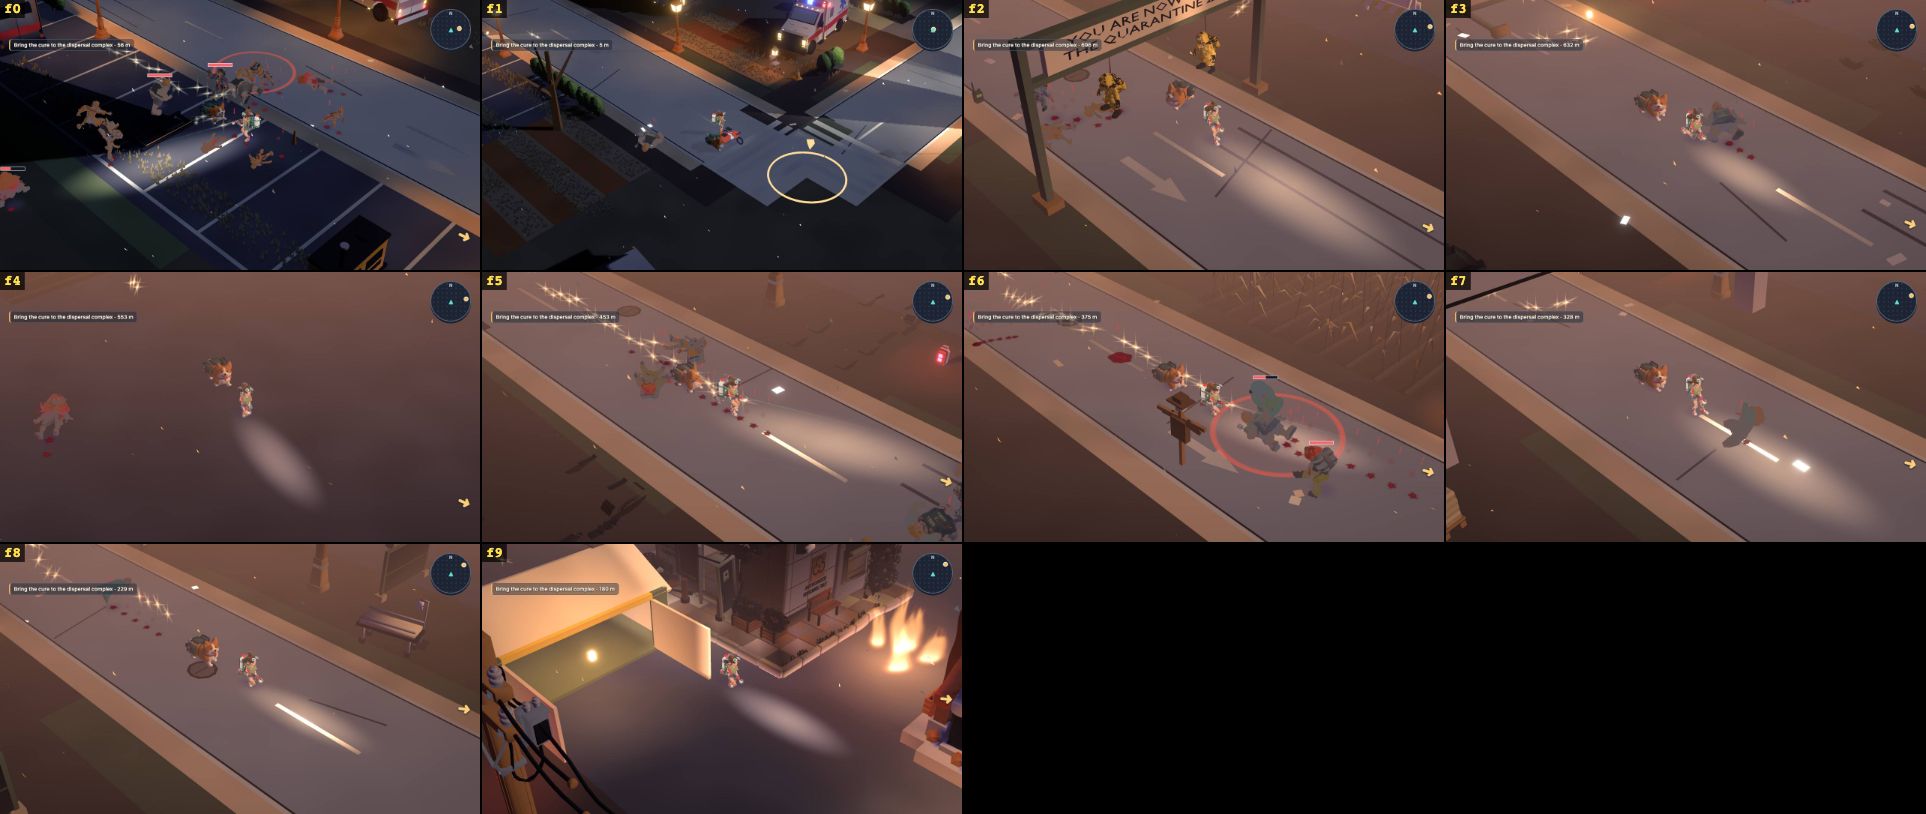 f0
Bring the cure to the dispersal complex - 56 m
N
f1
Bring the cure to the dispersal complex - 5 m
N
f2
YOU ARE NOW
THE QUARANTINE
Bring the cure to the dispersal complex - 696 m
N
f3
Bring the cure to the dispersal complex - 632 m
N
f4
Bring the cure to the dispersal complex - 553 m
N
f5
Bring the cure to the dispersal complex - 453 m
N
f6
Bring the cure to the dispersal complex - 375 m
N
f7
Bring the cure to the dispersal complex - 328 m
N
f8
Bring the cure to the dispersal complex - 229 m
N
f9
Bring the cure to the dispersal complex - 180 m
N